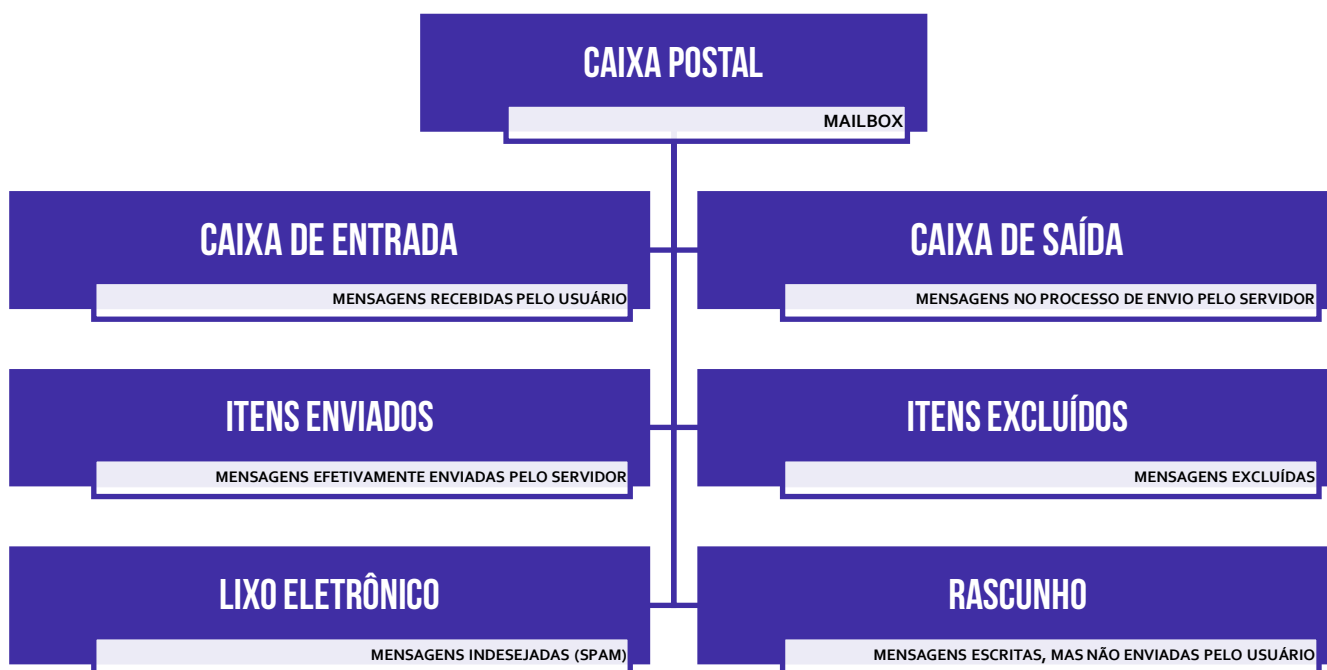 CAIXA POSTAL
MAILBOX
CAIXA DE ENTRADA
MENSAGENS RECEBIDAS PELO USUÁRIO
CAIXA DE SAÍDA
MENSAGENS NO PROCESSO DE ENVIO PELO SERVIDOR
ITENS ENVIADOS
MENSAGENS EFETIVAMENTE ENVIADAS PELO SERVIDOR
ITENS EXCLUÍDOS
MENSAGENS EXCLUÍDAS
LIXO ELETRÔNICO
MENSAGENS INDESEJADAS (SPAM)
RASCUNHO
MENSAGENS ESCRITAS, MAS NÃO ENVIADAS PELO USUÁRIO